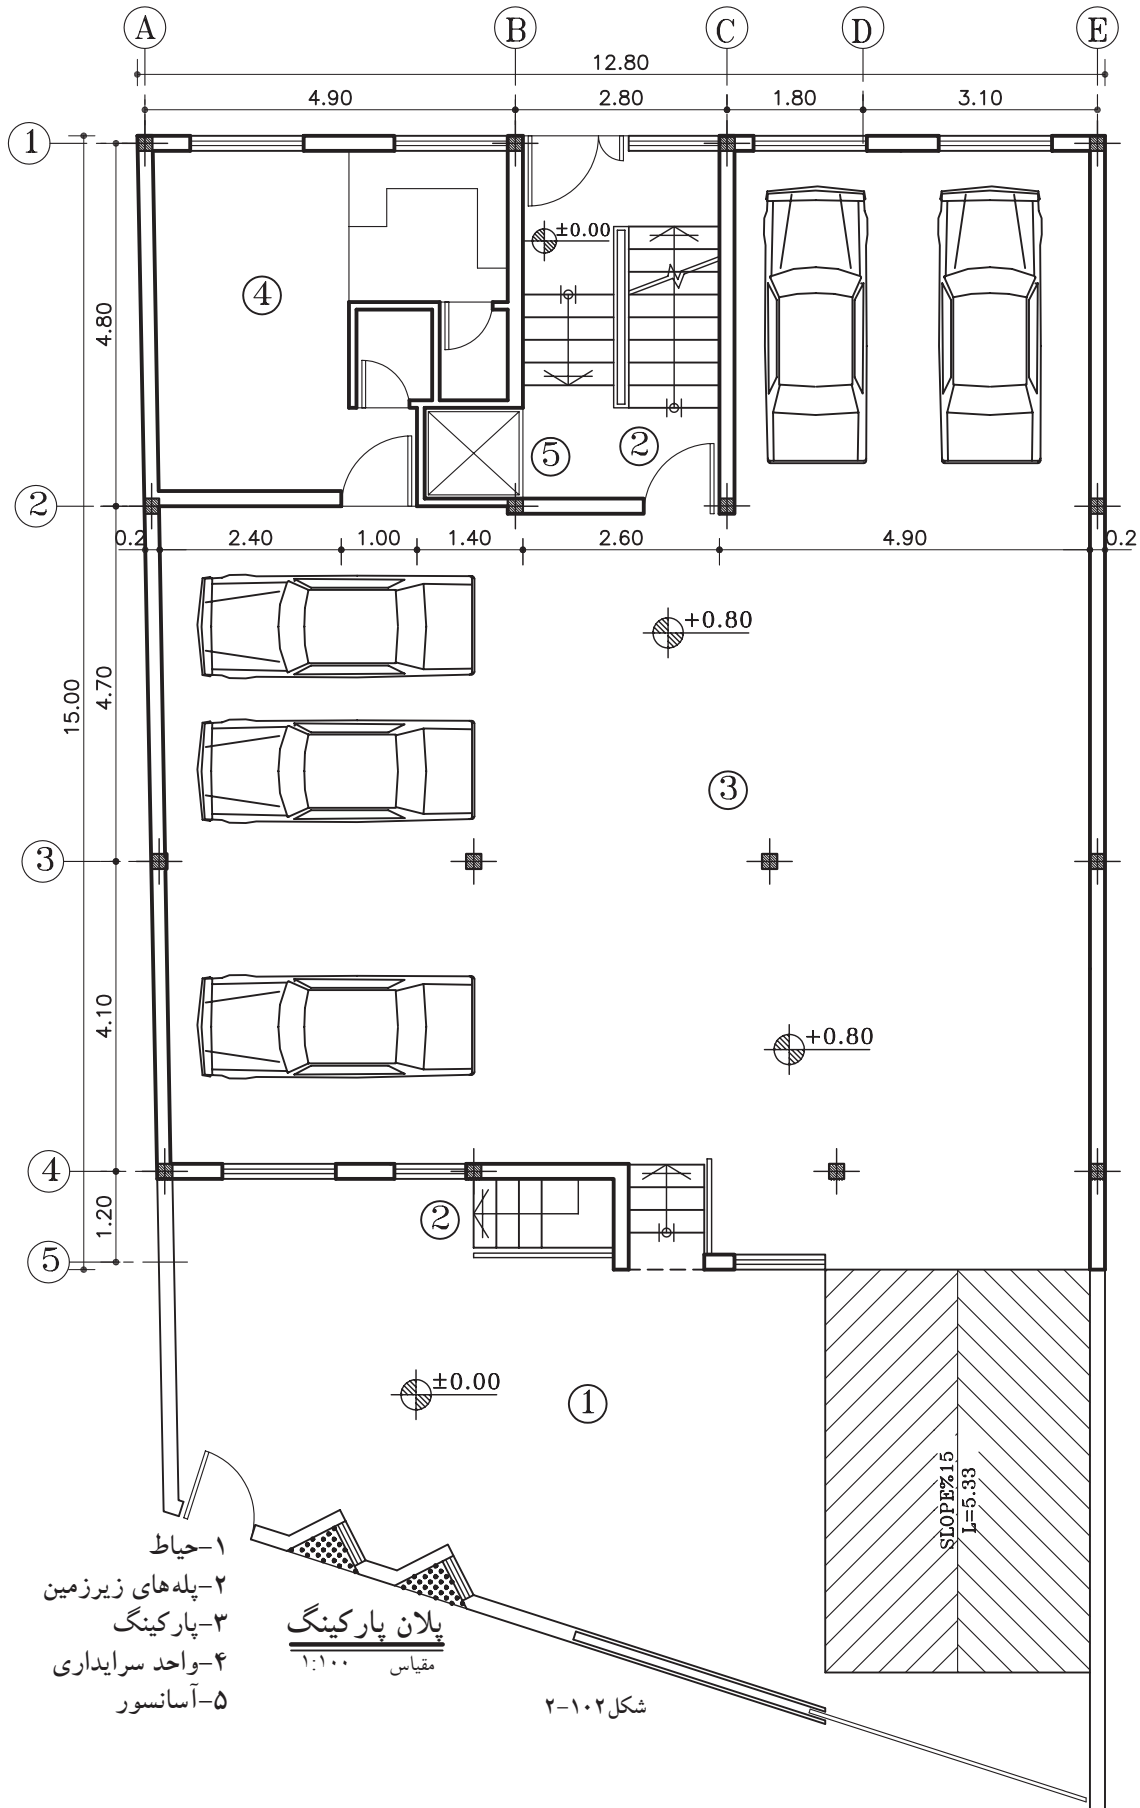 A B C D E
12.80
4.90 2.80 1.80 3.10
1
±0.00
4
4.80
5 2
2
0.2 2.40 1.00 1.40 2.60 4.90 0.2
+0.80
4.70
15.00
3
3
4.10
+0.80
4
1.20
2
5
±0.00
1
SLOPE%15
L=5.33
۱-حیاط
۲-پله‌های زیرزمین
۳-پارکینگ
۴-واحد سرایداری
۵-آسانسور
پلان پارکینگ
مقیاس ۱:۱۰۰
شکل ۱۰۲-۲